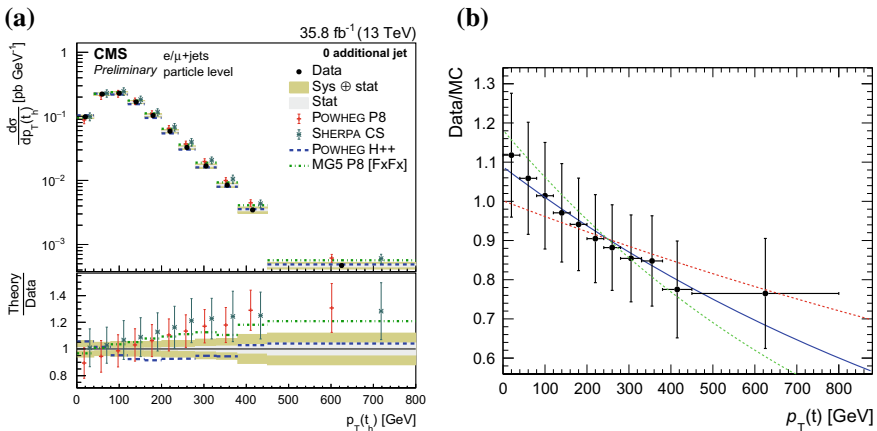 (a)
35.8 fb⁻¹ (13 TeV)
CMS
Preliminary
e/μ+jets
particle level
0 additional jet
Data
Sys ⊕ stat
Stat
POWHEG P8
SHERPA CS
POWHEG H++
MG5 P8 [FxFx]
dσ/dp_T(t_h) [pb GeV⁻¹]
1
10⁻¹
10⁻²
10⁻³
Theory/Data
1.4
1.2
1
0.8
0 100 200 300 400 500 600 700 800
p_T(t_h) [GeV]
(b)
Data/MC
1.3
1.2
1.1
1.0
0.9
0.8
0.7
0.6
0 100 200 300 400 500 600 700 800
p_T(t) [GeV]